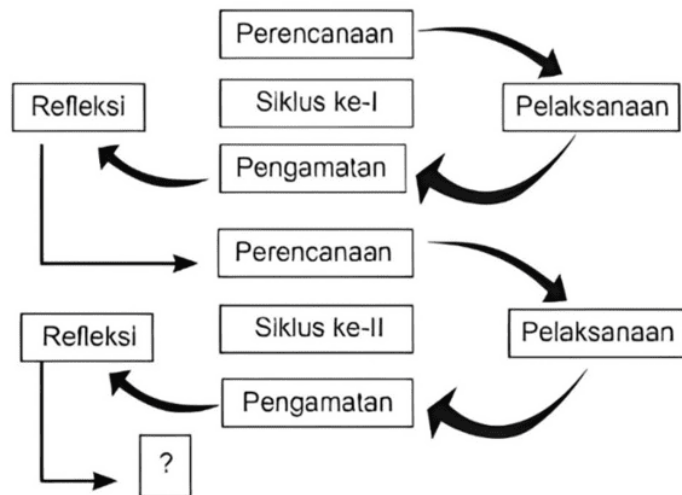 Perencanaan
Refleksi
Siklus ke-I
Pelaksanaan
Pengamatan
Perencanaan
Refleksi
Siklus ke-II
Pelaksanaan
Pengamatan
?